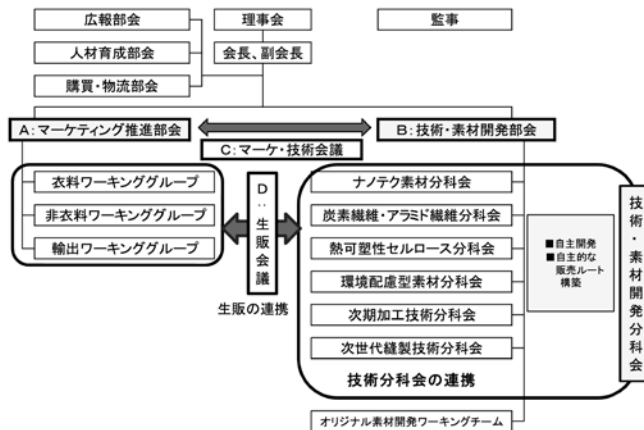 広報部会
理事会
監事
人材育成部会
会長、副会長
購買・物流部会
A:マーケティング推進部会
B:技術・素材開発部会
C:マーケ・技術会議
衣料ワーキンググループ
非衣料ワーキンググループ
輸出ワーキンググループ
D:生販会議
生販の連携
ナノテク素材分科会
炭素繊維・アラミド繊維分科会
熱可塑性セルロース分科会
環境配慮型素材分科会
次期加工技術分科会
次世代縫製技術分科会
技術分科会の連携
■自主開発
■自主的な
販売ルート
構築
技術・素材開発分科会
オリジナル素材開発ワーキングチーム